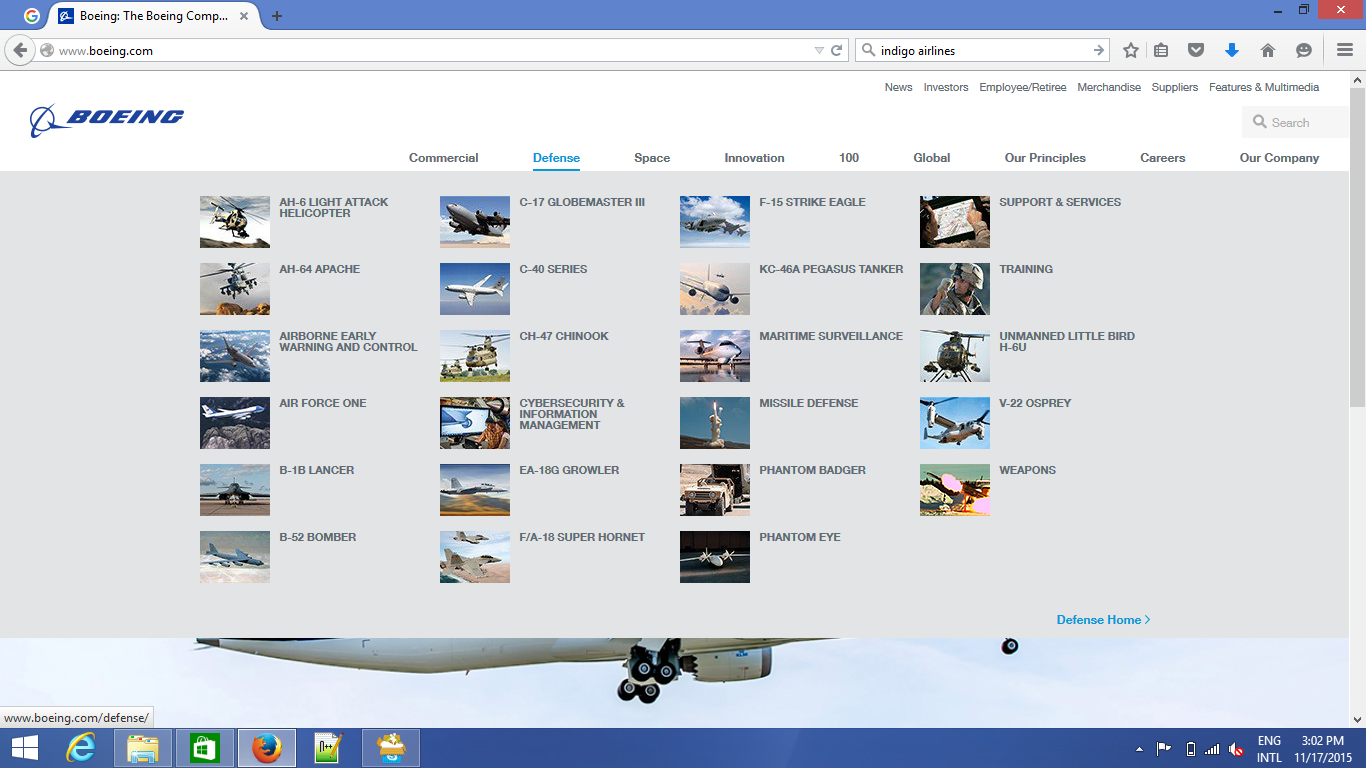 Boeing: The Boeing Comp...
www.boeing.com
indigo airlines
News Investors Employee/Retiree Merchandise Suppliers Features & Multimedia
BOEING
Search
Commercial Defense Space Innovation 100 Global Our Principles Careers Our Company
AH-6 LIGHT ATTACK
HELICOPTER
AH-64 APACHE
AIRBORNE EARLY
WARNING AND CONTROL
AIR FORCE ONE
B-1B LANCER
B-52 BOMBER
C-17 GLOBEMASTER III
C-40 SERIES
CH-47 CHINOOK
CYBERSECURITY &
INFORMATION
MANAGEMENT
EA-18G GROWLER
F/A-18 SUPER HORNET
F-15 STRIKE EAGLE
KC-46A PEGASUS TANKER
MARITIME SURVEILLANCE
MISSILE DEFENSE
PHANTOM BADGER
PHANTOM EYE
SUPPORT & SERVICES
TRAINING
UNMANNED LITTLE BIRD
H-6U
V-22 OSPREY
WEAPONS
Defense Home
www.boeing.com/defense/
ENG
INTL
3:02 PM
11/17/2015